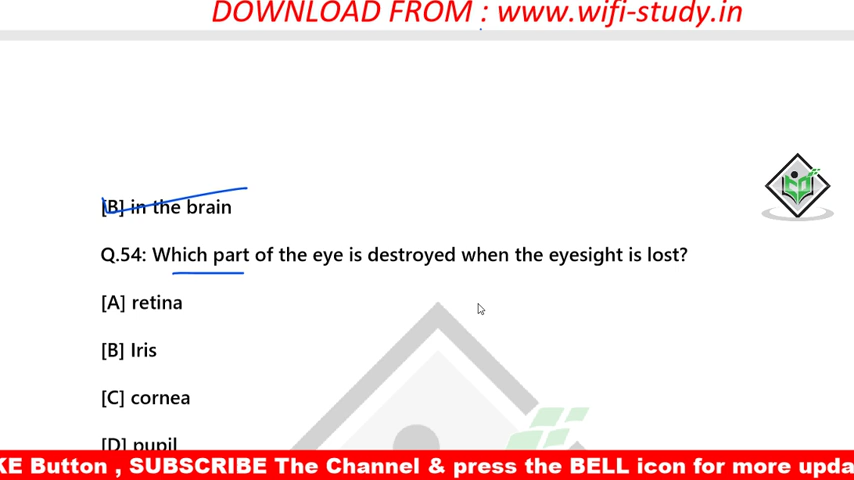 DOWNLOAD FROM : www.wifi-study.in
[B] in the brain
Q.54: Which part of the eye is destroyed when the eyesight is lost?
[A] retina
[B] Iris
[C] cornea
[D] pupil
KE Button , SUBSCRIBE The Channel & press the BELL icon for more upda